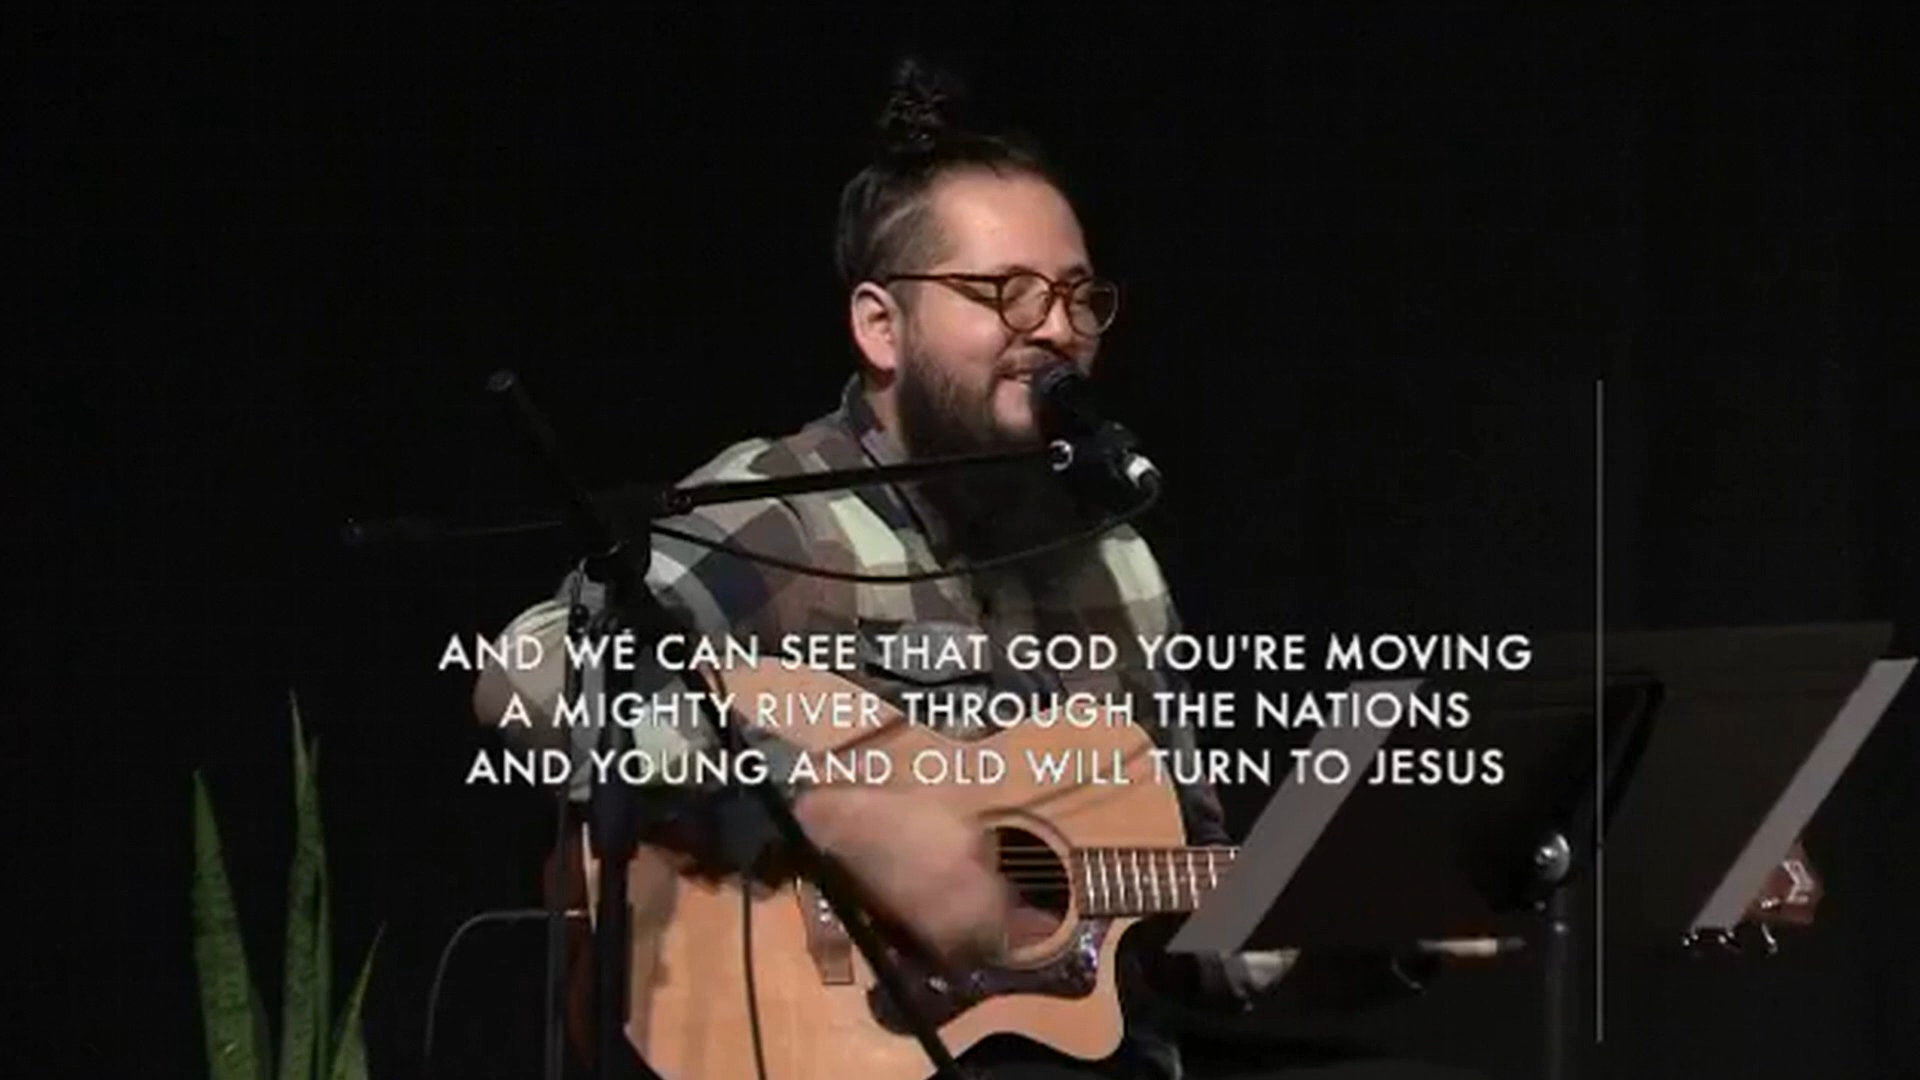 AND WE CAN SEE THAT GOD YOU'RE MOVING
A MIGHTY RIVER THROUGH THE NATIONS
AND YOUNG AND OLD WILL TURN TO JESUS